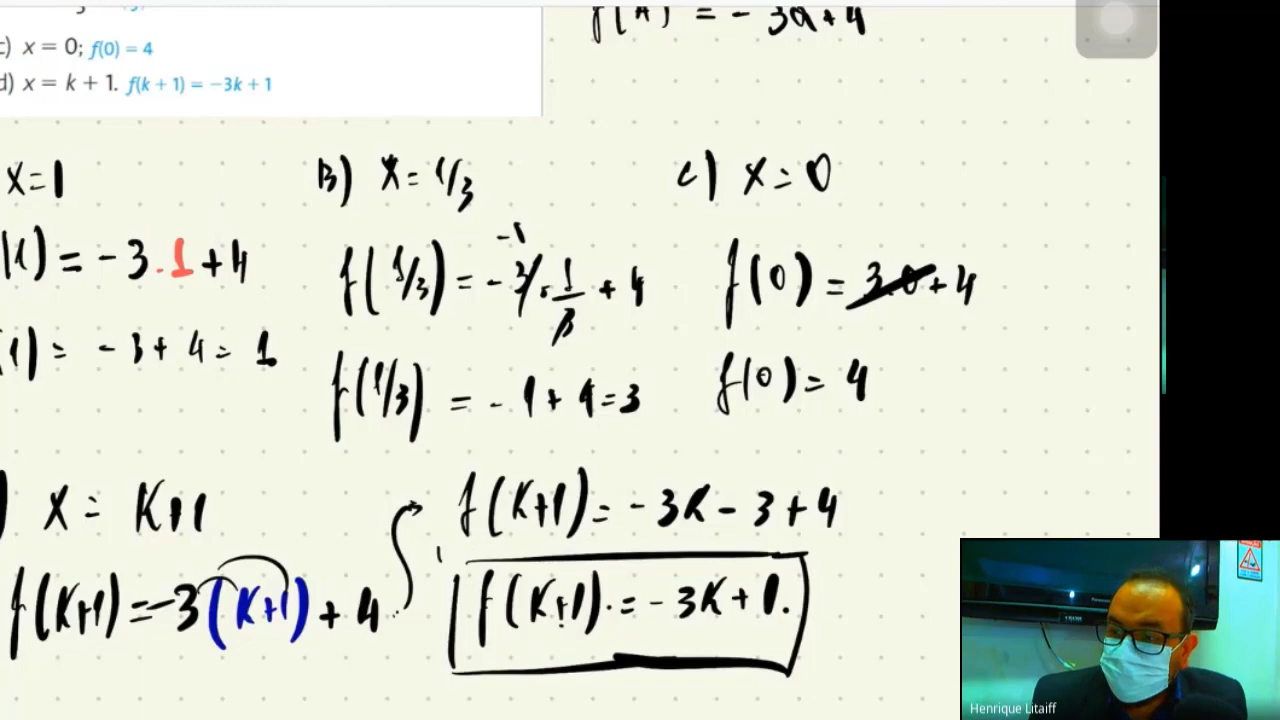 c) x = 0; f(0) = 4
d) x = k + 1. f(k + 1) = −3k + 1
= - 3x + 4
x=1
(1) = - 3 . 1 + 4
(1) = - 3 + 4 = 1
B) x = 1/3
-1
f(1/3) = - 3 . 1/3 + 4
f(1/3) = - 1 + 4 = 3
c) x = 0
f(0) = 3.0 + 4
f(0) = 4
) x = K+1
f(K+1) = -3 (K+1) + 4
f(K+1) = - 3K - 3 + 4
f(K+1) = - 3K + 1.
Henrique Litaiff